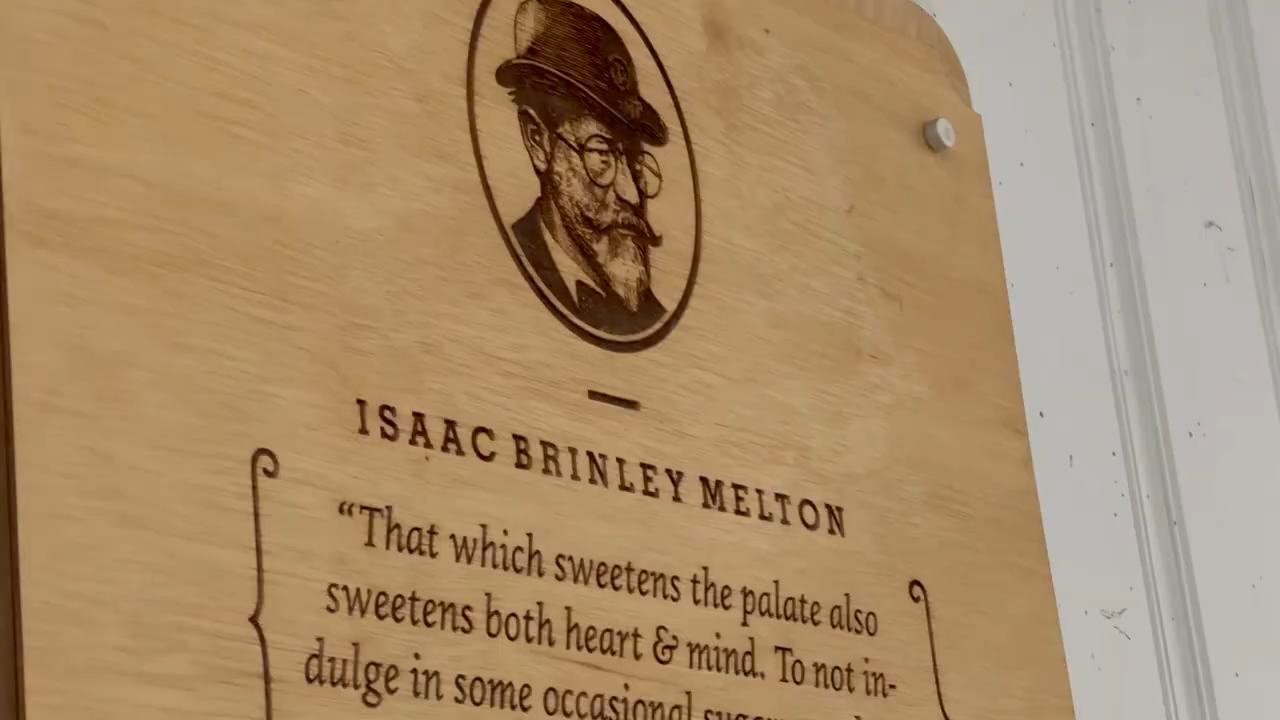 ISAAC BRINLEY MELTON
“That which sweetens the palate also
sweetens both heart & mind. To not in-
dulge in some occasional